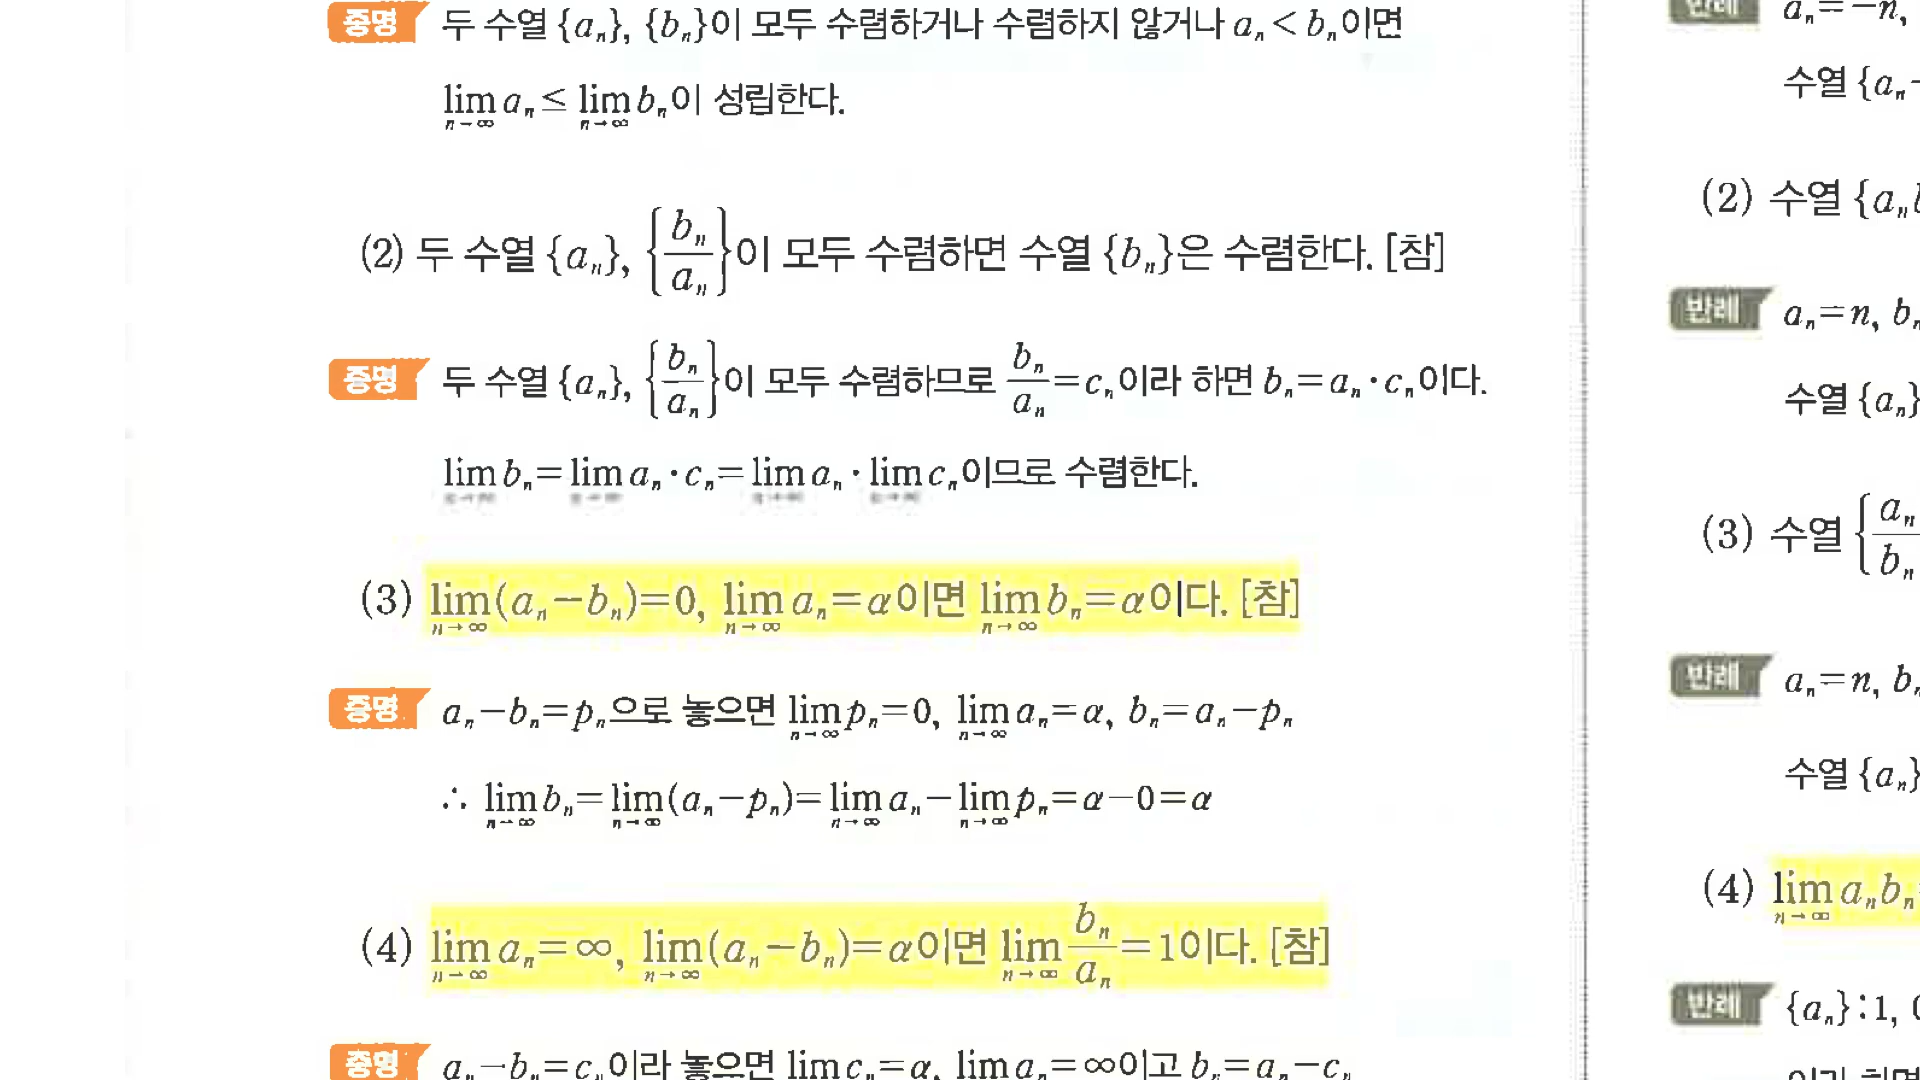 증명 두 수열 {aₙ}, {bₙ}이 모두 수렴하거나 수렴하지 않거나 aₙ < bₙ이면
lim(n→∞) aₙ ≤ lim(n→∞) bₙ이 성립한다.
(2) 두 수열 {aₙ}, {bₙ/aₙ}이 모두 수렴하면 수열 {bₙ}은 수렴한다. [참]
증명 두 수열 {aₙ}, {bₙ/aₙ}이 모두 수렴하므로 bₙ/aₙ = cₙ이라 하면 bₙ = aₙ · cₙ이다.
lim bₙ = lim aₙ · cₙ = lim aₙ · lim cₙ이므로 수렴한다.
(3) lim(n→∞) (aₙ − bₙ) = 0, lim(n→∞) aₙ = α이면 lim(n→∞) bₙ = α이다. [참]
증명 aₙ − bₙ = pₙ으로 놓으면 lim(n→∞) pₙ = 0, lim(n→∞) aₙ = α, bₙ = aₙ − pₙ
∴ lim(n→∞) bₙ = lim(n→∞) (aₙ − pₙ) = lim(n→∞) aₙ − lim(n→∞) pₙ = α − 0 = α
(4) lim(n→∞) aₙ = ∞, lim(n→∞) (aₙ − bₙ) = α이면 lim(n→∞) bₙ/aₙ = 1이다. [참]
증명 aₙ − bₙ = cₙ이라 놓으면 lim cₙ = α, lim aₙ = ∞이고 bₙ = aₙ − cₙ
반례 aₙ = −n,
수열 {aₙ
(2) 수열 {aₙb
반례 aₙ = n, bₙ
수열 {aₙ}
(3) 수열 {aₙ/bₙ
반례 aₙ = n, bₙ
수열 {aₙ}
(4) lim(n→∞) aₙbₙ
반례 {aₙ} : 1,
이라 하면